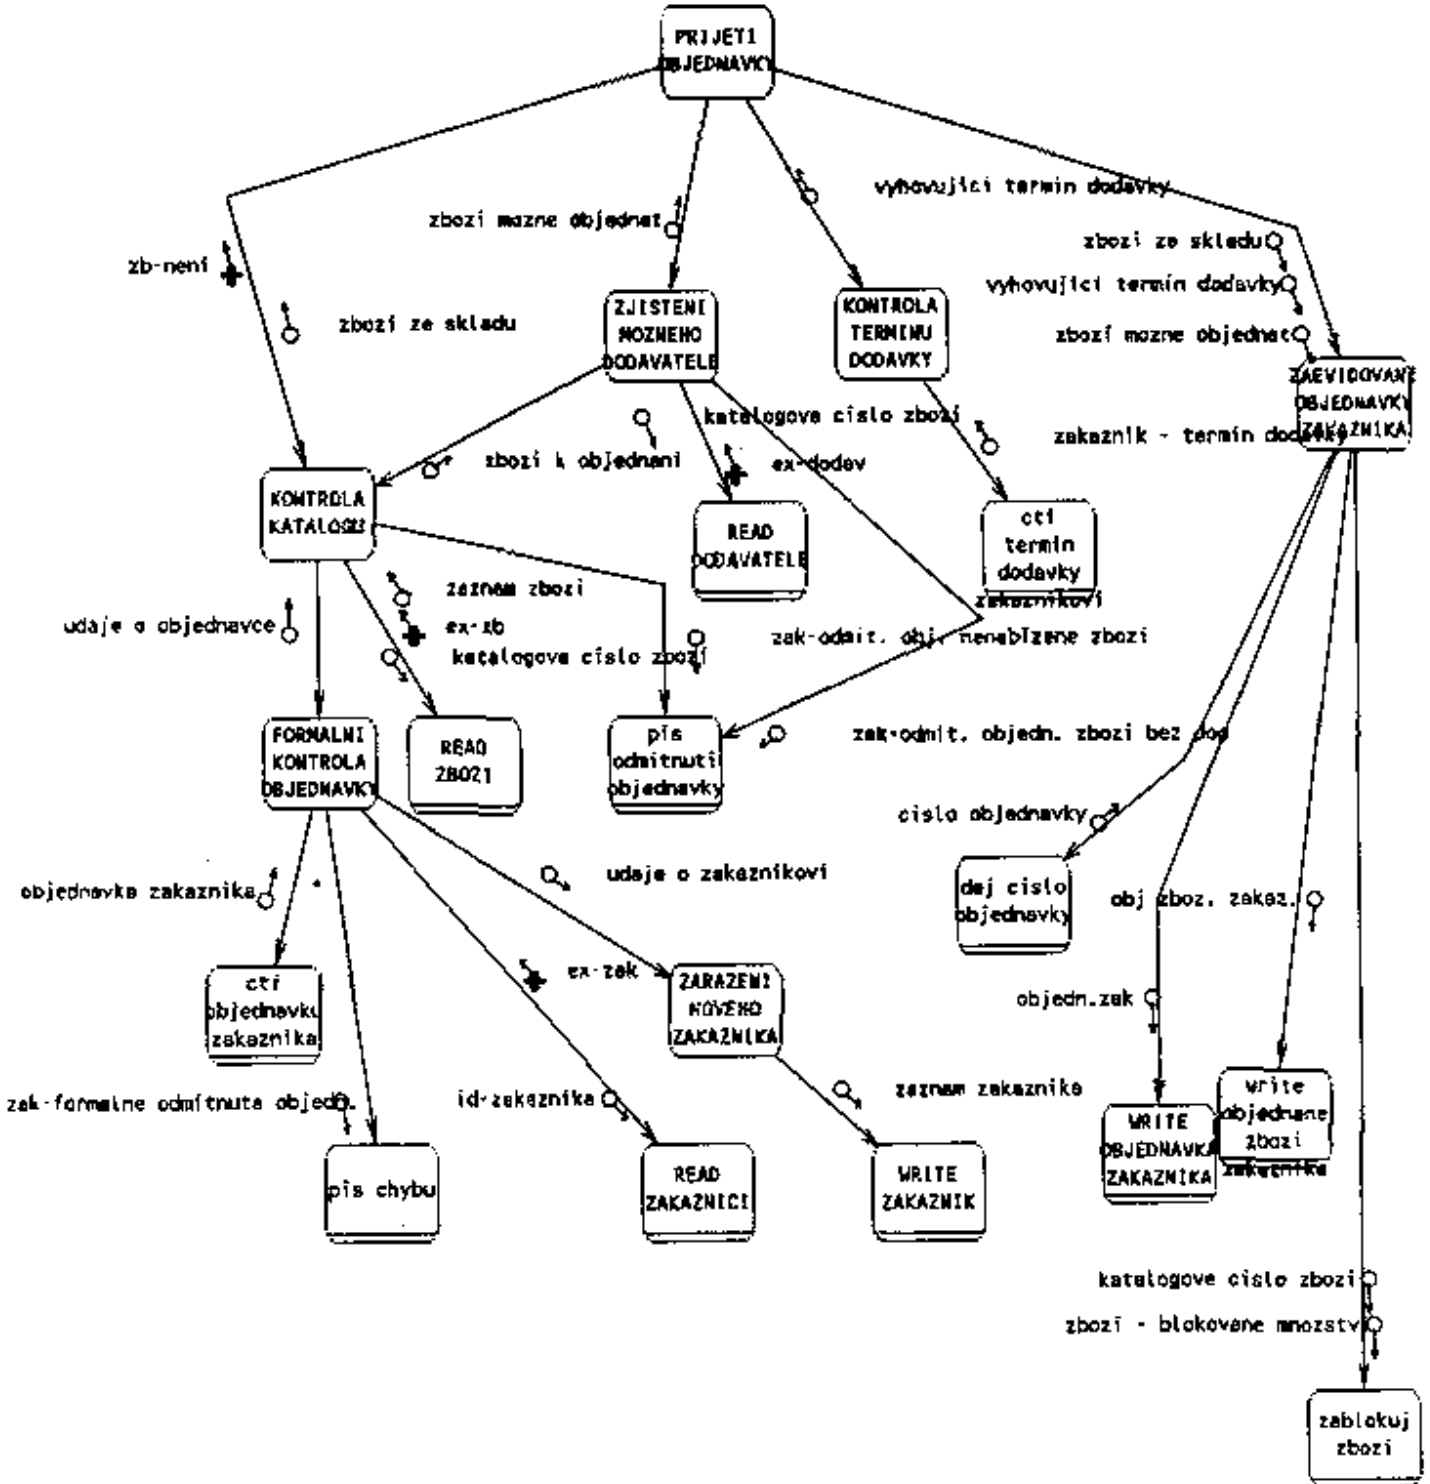 PRIJETI
OBJEDNAVKY
vyhovujici termin dodavky
zbozi mozne objednat
zbozi ze skladu
zb-neni
vyhovujici termin dodavky
zbozi ze skladu
zbozi mozne objednat
ZJISTENI
MOZNEHO
DODAVATELE
KONTROLA
TERMINU
DODAVKY
ZAEVIDOVANE
OBJEDNAVKY
ZAKAZNIKA
katalogove cislo zbozi
zakaznik - termin dodavky
zbozi k objednani
ex-dodav
KONTROLA
KATALOGU
READ
DODAVATELE
cti
termin
dodavky
zakaznikovi
zaznam zbozi
udaje o objednavce
ex-zb
katalogove cislo zbozi
zak-odmit. obj. nenabizene zbozi
FORMALNI
KONTROLA
OBJEDNAVKY
READ
ZBOZI
pis
odmitnuti
objednavky
zak-odmit. objedn. zbozi bez dod
cislo objednavky
udaje o zakaznikovi
objednavka zakaznika
dej cislo
objednavky
obj zboz. zakaz.
cti
objednavku
zakaznika
ex-zak
ZARAZENI
NOVEHO
ZAKAZNIKA
objedn.zak
zak-formalne odmitnuta objedn.
id-zakaznika
zaznam zakaznika
write
objednane
zbozi
zakaznika
WRITE
OBJEDNAVKA
ZAKAZNIKA
pis chybu
READ
ZAKAZNICI
WRITE
ZAKAZNIK
katalogove cislo zbozi
zbozi - blokovane mnozstvi
zablokuj
zbozi